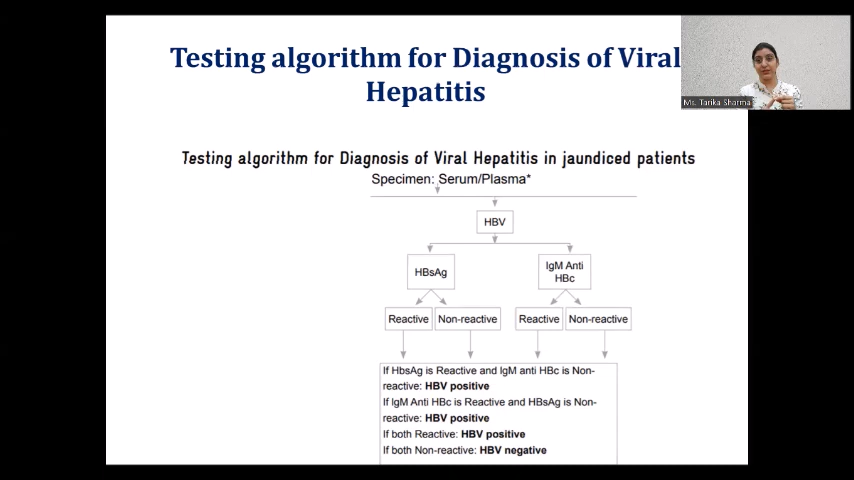 Testing algorithm for Diagnosis of Viral
Hepatitis
Ms. Tarika Sharma
Testing algorithm for Diagnosis of Viral Hepatitis in jaundiced patients
Specimen: Serum/Plasma*
HBV
HBsAg
IgM Anti
HBc
Reactive
Non-reactive
Reactive
Non-reactive
If HbsAg is Reactive and IgM anti HBc is Non-
reactive: HBV positive
If IgM Anti HBc is Reactive and HBsAg is Non-
reactive: HBV positive
If both Reactive: HBV positive
If both Non-reactive: HBV negative